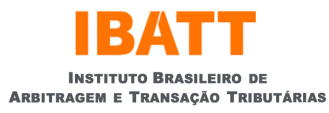 IBATT
INSTITUTO BRASILEIRO DE
ARBITRAGEM E TRANSAÇÃO TRIBUTÁRIAS